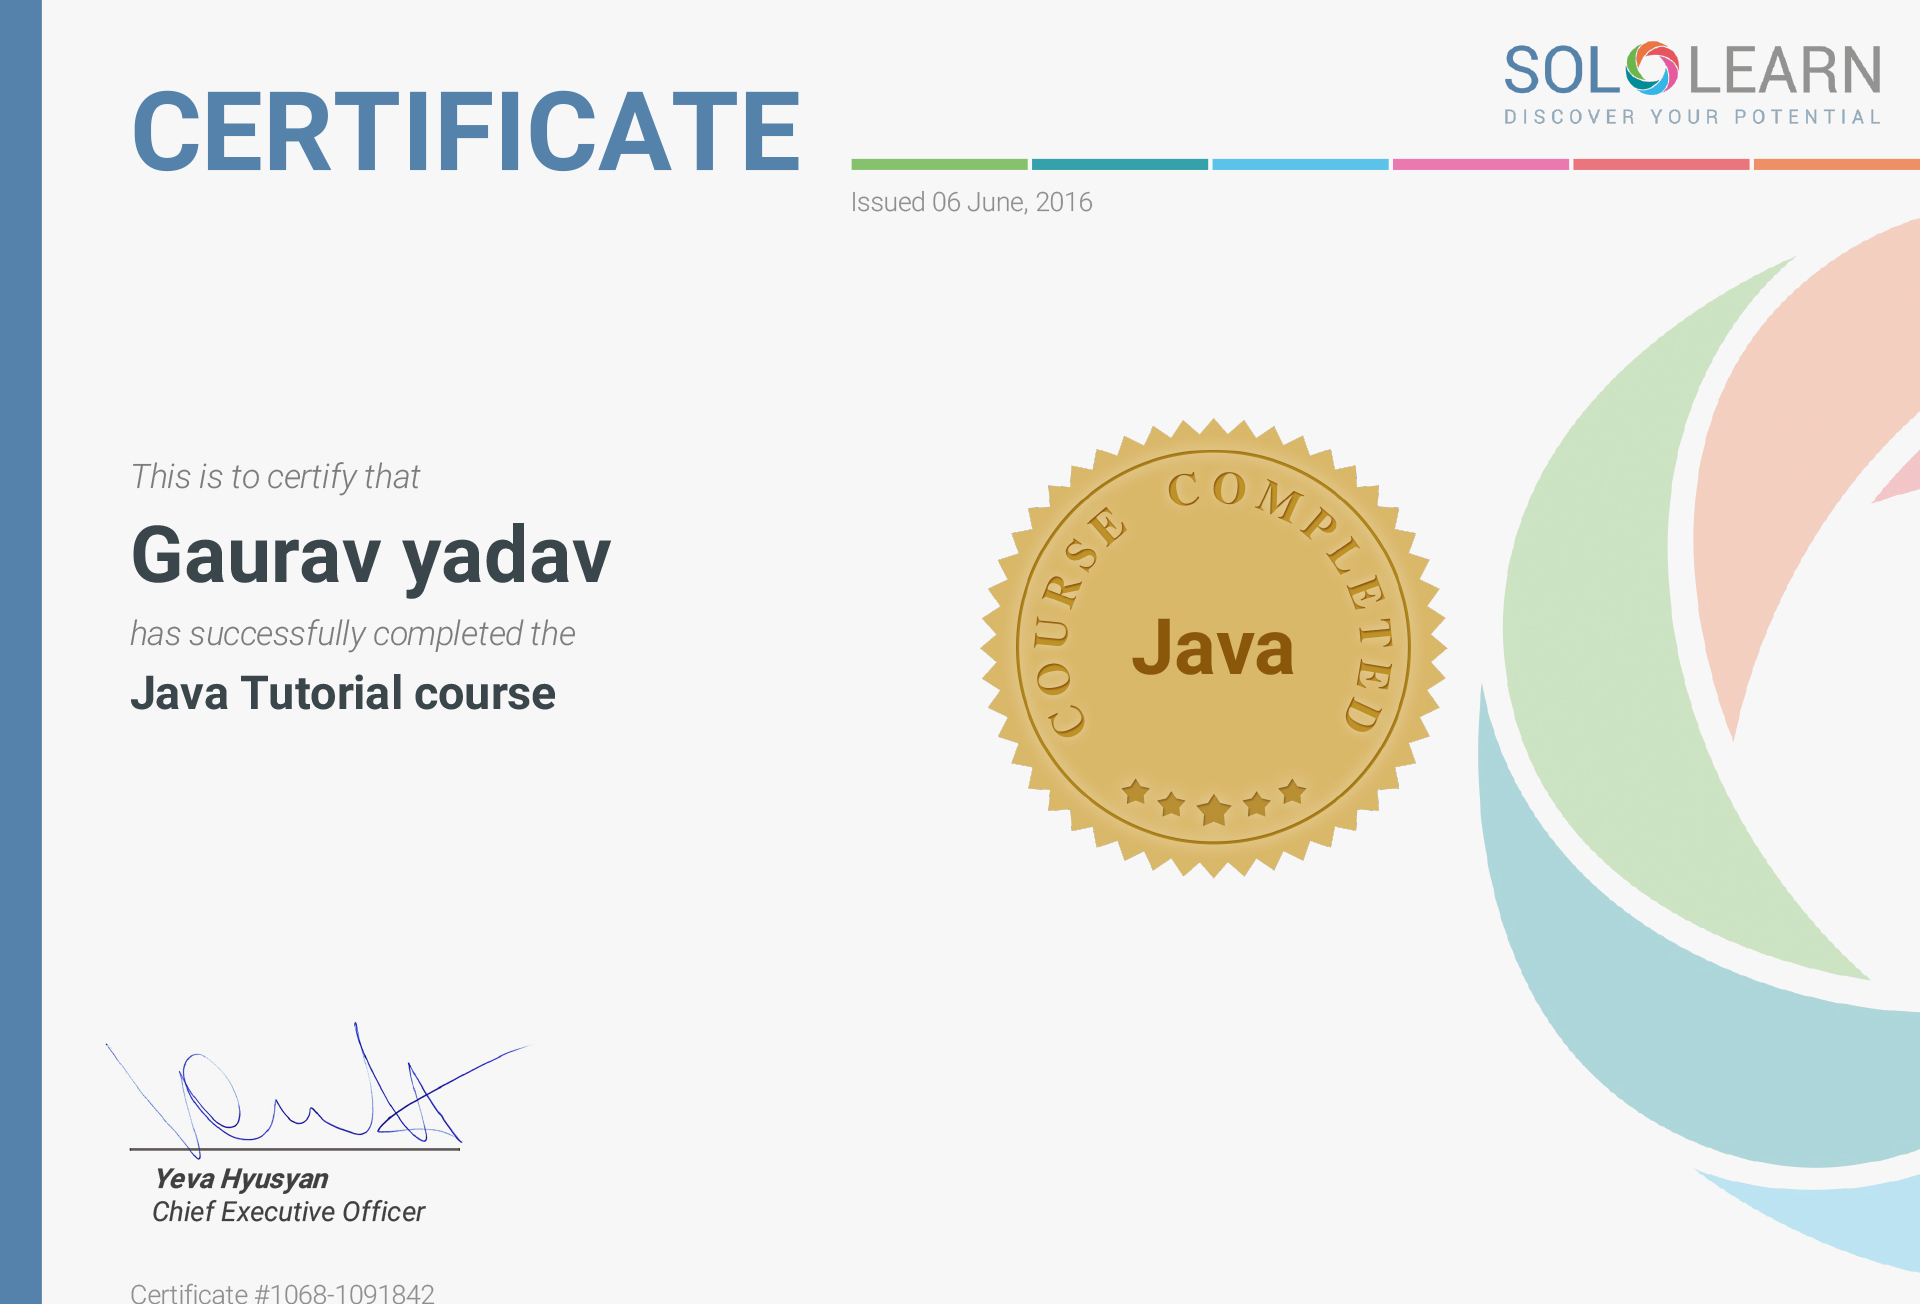 SOLOLEARN
DISCOVER YOUR POTENTIAL
CERTIFICATE
Issued 06 June, 2016
This is to certify that
Gaurav yadav
has successfully completed the
Java Tutorial course
COURSE COMPLETED
Java
Yeva Hyusyan
Chief Executive Officer
Certificate #1068-1091842